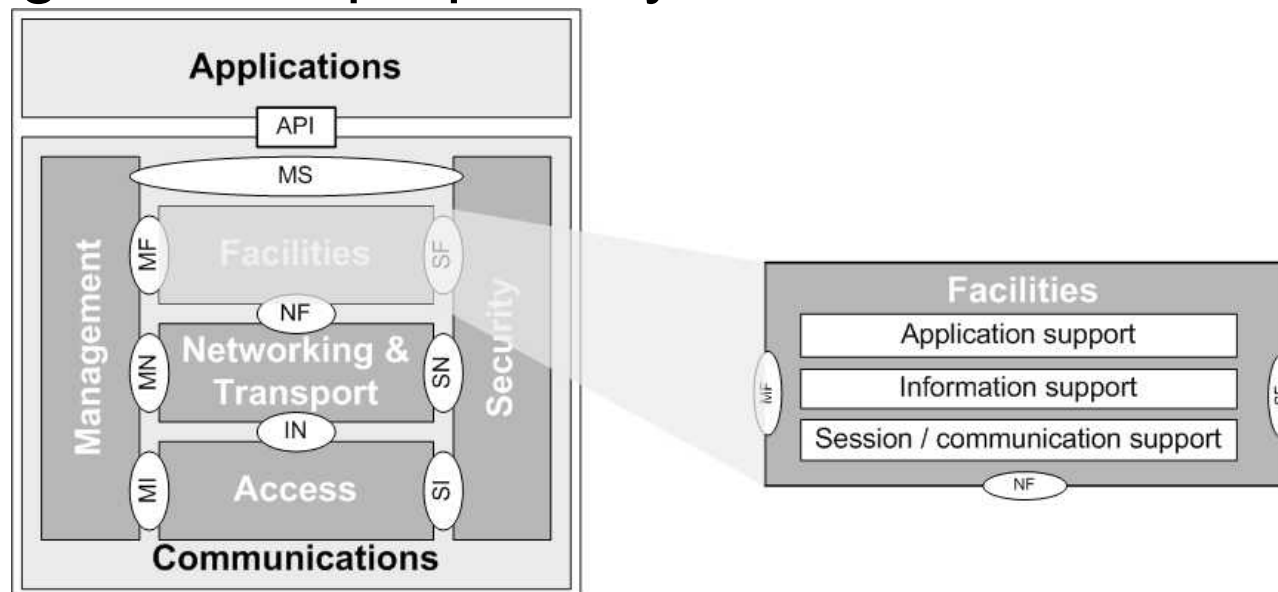 Applications
API
MS
Management
MF
Facilities
SF
Security
NF
MN
Networking &
Transport
SN
IN
MI
Access
SI
Communications
Facilities
Application support
Information support
Session / communication support
MF
NF